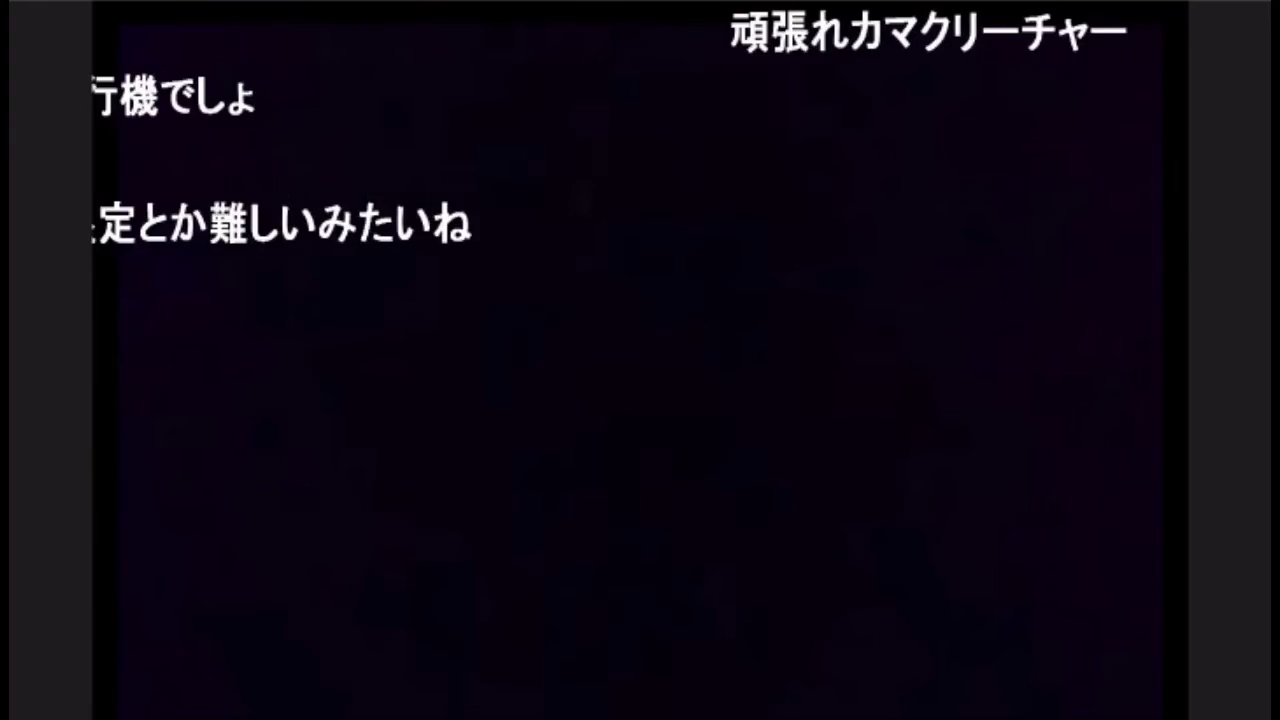 頑張れカマクリーチャー
行機でしょ
定とか難しいみたいね